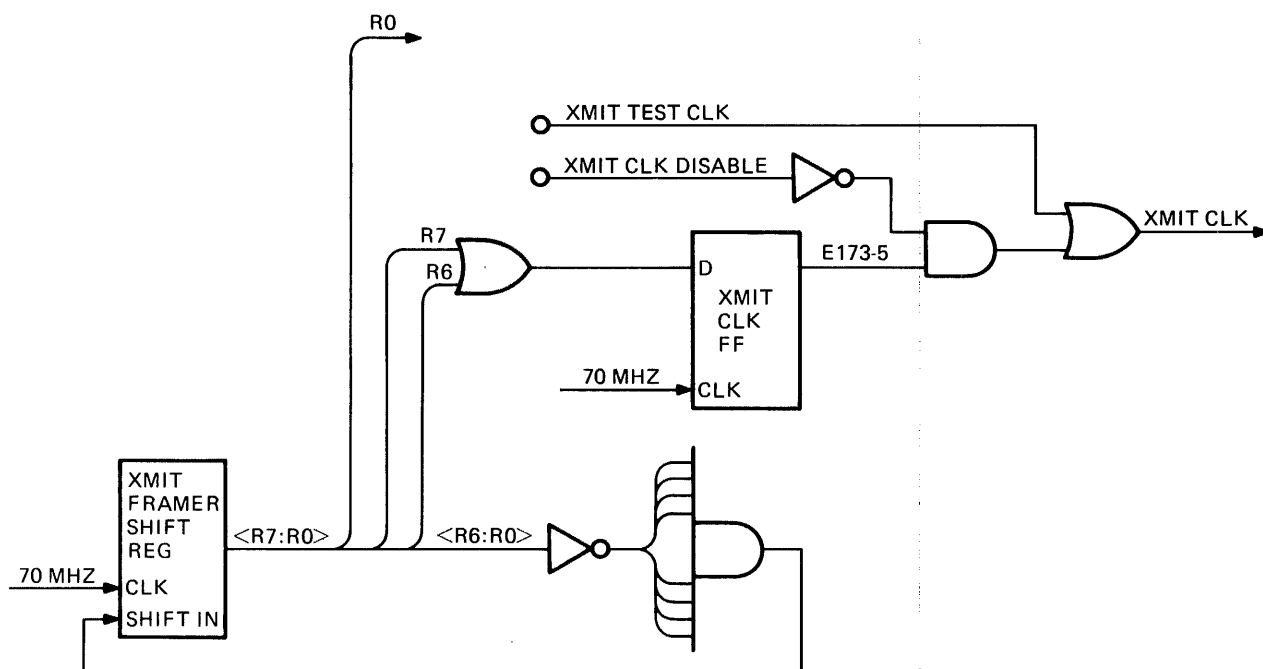 R0
XMIT TEST CLK
XMIT CLK DISABLE
XMIT CLK
R7
R6
E173-5
D
XMIT
CLK
FF
70 MHZ
CLK
XMIT
FRAMER
SHIFT
REG
<R7:R0>
<R6:R0>
70 MHZ
CLK
SHIFT IN